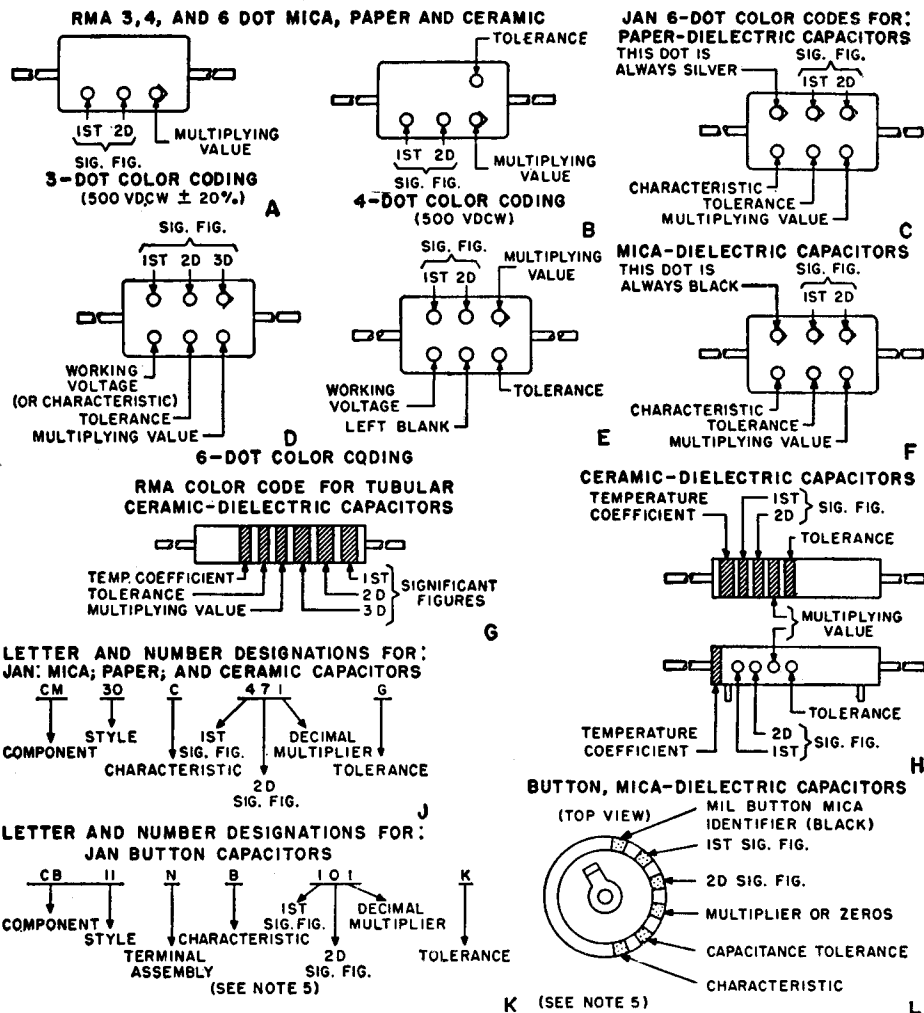 RMA 3, 4, AND 6 DOT MICA, PAPER AND CERAMIC
1ST 2D
SIG. FIG.
MULTIPLYING
VALUE
3-DOT COLOR CODING
(500 VDCW ± 20%)
A
TOLERANCE
1ST 2D
SIG. FIG.
MULTIPLYING
VALUE
4-DOT COLOR CODING
(500 VDCW)
B
JAN 6-DOT COLOR CODES FOR:
PAPER-DIELECTRIC CAPACITORS
THIS DOT IS
ALWAYS SILVER
SIG. FIG.
1ST 2D
CHARACTERISTIC
TOLERANCE
MULTIPLYING VALUE
C
SIG. FIG.
1ST 2D 3D
WORKING
VOLTAGE
(OR CHARACTERISTIC)
TOLERANCE
MULTIPLYING VALUE
D
SIG. FIG.
1ST 2D
MULTIPLYING
VALUE
WORKING
VOLTAGE
LEFT BLANK
TOLERANCE
E
6-DOT COLOR CODING
MICA-DIELECTRIC CAPACITORS
THIS DOT IS
ALWAYS BLACK
SIG. FIG.
1ST 2D
CHARACTERISTIC
TOLERANCE
MULTIPLYING VALUE
F
RMA COLOR CODE FOR TUBULAR
CERAMIC-DIELECTRIC CAPACITORS
TEMP. COEFFICIENT
TOLERANCE
MULTIPLYING VALUE
1ST
2D
3D
SIGNIFICANT
FIGURES
G
CERAMIC-DIELECTRIC CAPACITORS
TEMPERATURE
COEFFICIENT
1ST
2D
SIG. FIG.
TOLERANCE
MULTIPLYING
VALUE
TOLERANCE
TEMPERATURE
COEFFICIENT
2D
1ST
SIG. FIG.
H
LETTER AND NUMBER DESIGNATIONS FOR:
JAN: MICA; PAPER; AND CERAMIC CAPACITORS
CM 30 C 471 G
COMPONENT
STYLE
CHARACTERISTIC
1ST
SIG. FIG.
2D
SIG. FIG.
DECIMAL
MULTIPLIER
TOLERANCE
J
LETTER AND NUMBER DESIGNATIONS FOR:
JAN BUTTON CAPACITORS
CB 11 N B 101 K
COMPONENT
STYLE
TERMINAL
ASSEMBLY
CHARACTERISTIC
1ST
SIG. FIG.
2D
SIG. FIG.
DECIMAL
MULTIPLIER
TOLERANCE
(SEE NOTE 5)
K
BUTTON, MICA-DIELECTRIC CAPACITORS
(TOP VIEW)
MIL BUTTON MICA
IDENTIFIER (BLACK)
1ST SIG. FIG.
2D SIG. FIG.
MULTIPLIER OR ZEROS
CAPACITANCE TOLERANCE
CHARACTERISTIC
(SEE NOTE 5)
L